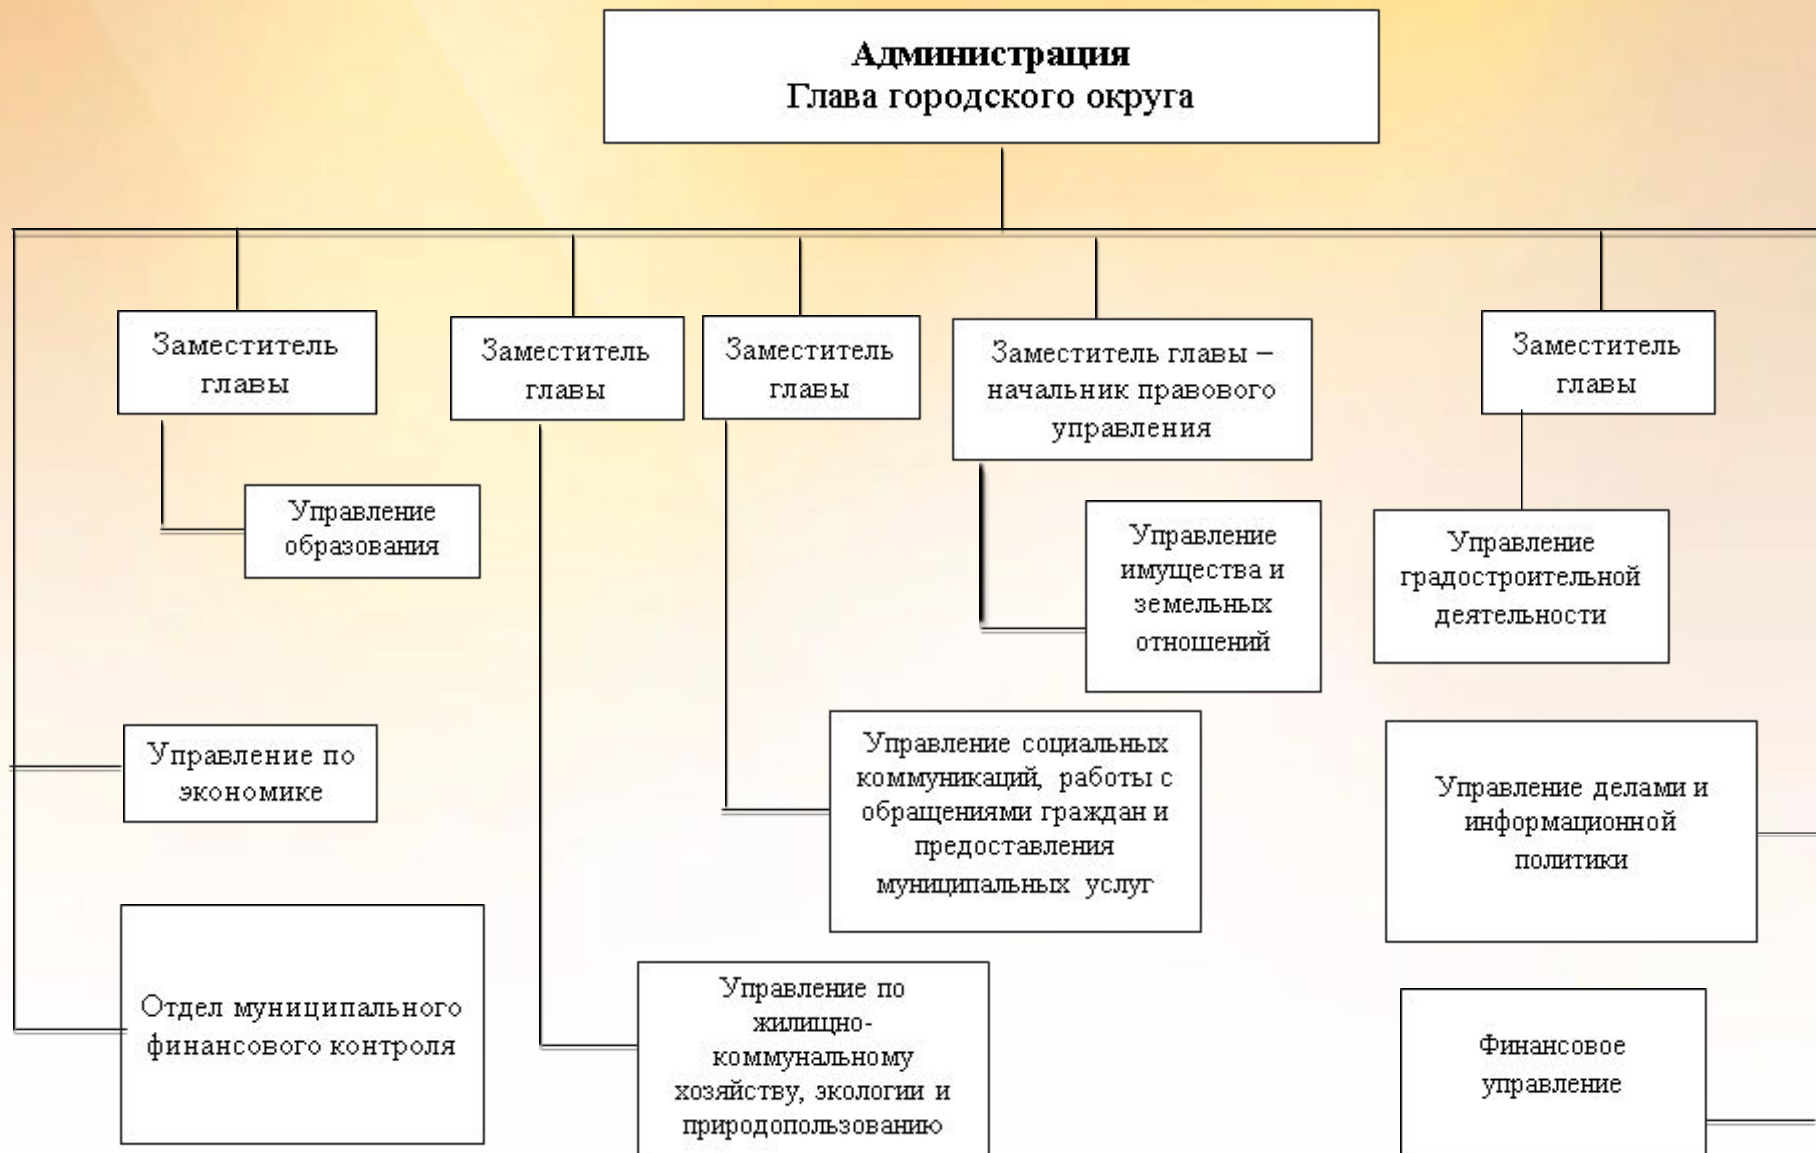 Администрация
Глава городского округа
Заместитель
главы
Заместитель
главы
Заместитель
главы
Заместитель главы –
начальник правового
управления
Заместитель
главы
Управление
образования
Управление
имущества и
земельных
отношений
Управление
градостроительной
деятельности
Управление по
экономике
Управление социальных
коммуникаций, работы с
обращениями граждан и
предоставления
муниципальных услуг
Управление делами и
информационной
политики
Отдел муниципального
финансового контроля
Управление по
жилищно-
коммунальному
хозяйству, экологии и
природопользованию
Финансовое
управление